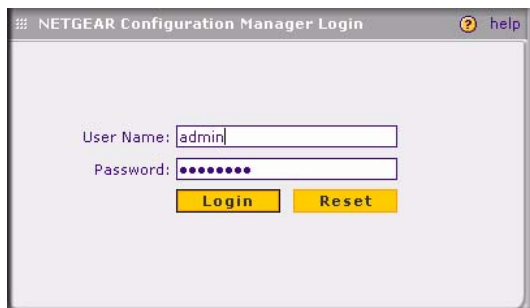 NETGEAR Configuration Manager Login ? help
User Name: admin
Password: ••••••••
Login Reset